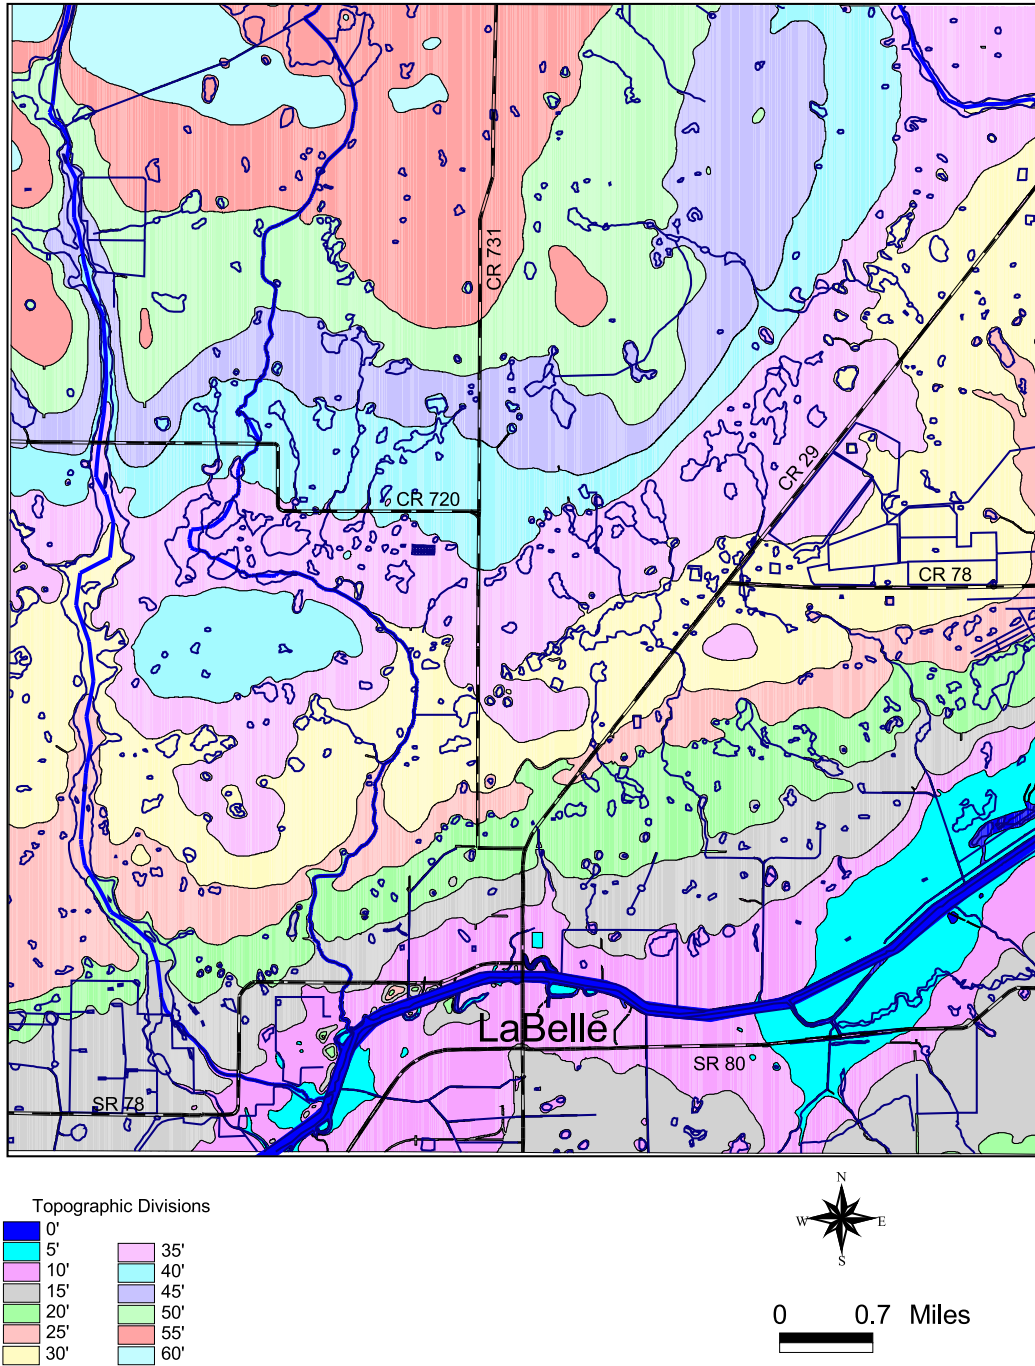 CR 731
CR 29
CR 720
CR 78
LaBelle
SR 80
SR 78
Topographic Divisions
0'
5'
10'
15'
20'
25'
30'
35'
40'
45'
50'
55'
60'
N
W E
S
0 0.7 Miles